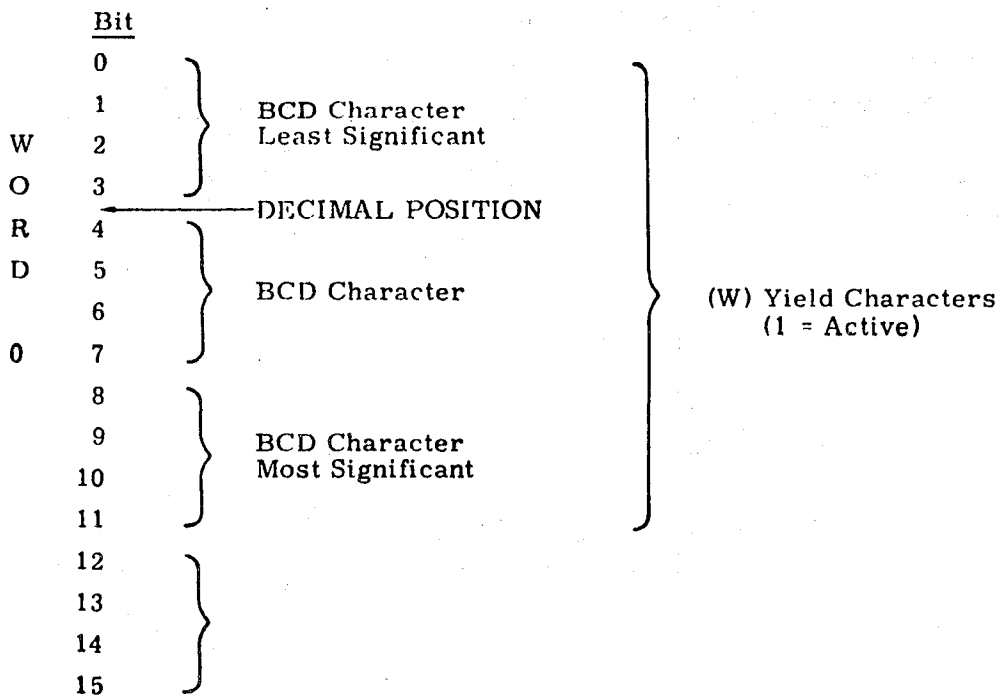 Bit
0
1
BCD Character
Least Significant
W 2
O 3
DECIMAL POSITION
R 4
D 5
BCD Character
6
0 7
(W) Yield Characters
(1 = Active)
8
9
BCD Character
Most Significant
10
11
12
13
14
15